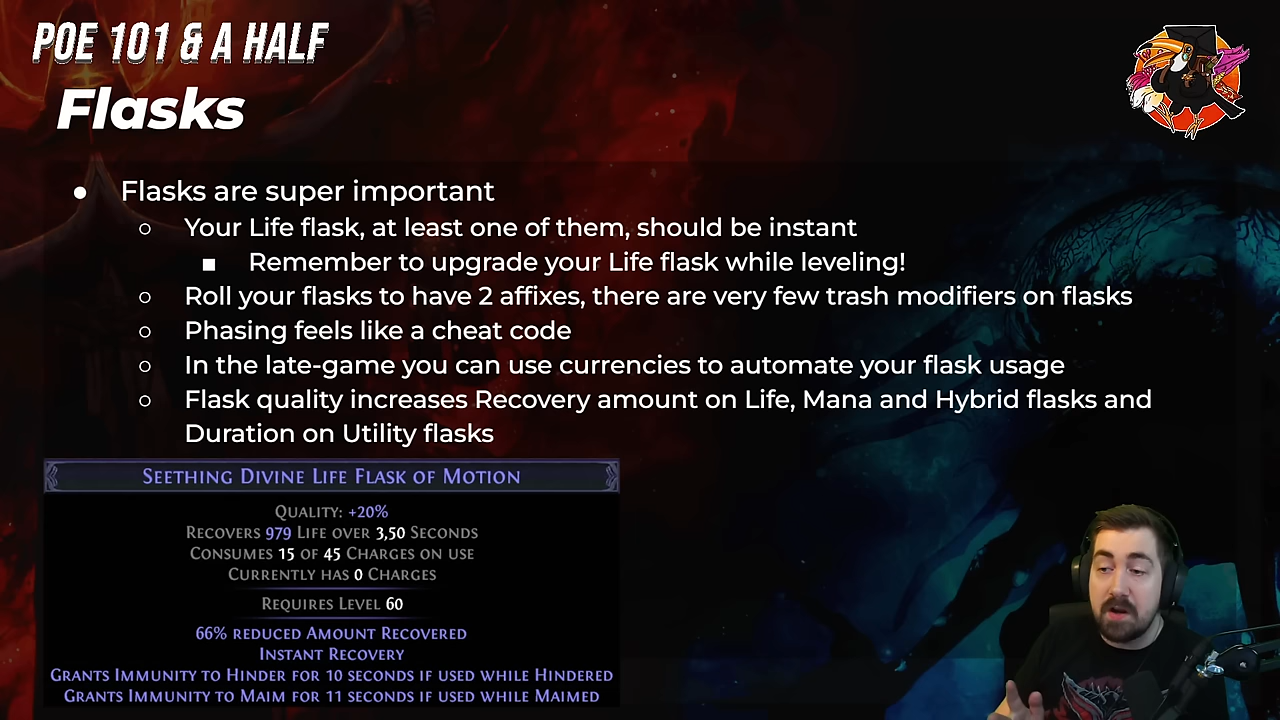 POE 101 & A HALF
Flasks
● Flasks are super important
○ Your Life flask, at least one of them, should be instant
■ Remember to upgrade your Life flask while leveling!
○ Roll your flasks to have 2 affixes, there are very few trash modifiers on flasks
○ Phasing feels like a cheat code
○ In the late-game you can use currencies to automate your flask usage
○ Flask quality increases Recovery amount on Life, Mana and Hybrid flasks and
Duration on Utility flasks
Seething Divine Life Flask of Motion
Quality: +20%
Recovers 979 Life over 3,50 Seconds
Consumes 15 of 45 Charges on use
Currently has 0 Charges
Requires Level 60
66% reduced Amount Recovered
Instant Recovery
Grants Immunity to Hinder for 10 seconds if used while Hindered
Grants Immunity to Maim for 11 seconds if used while Maimed